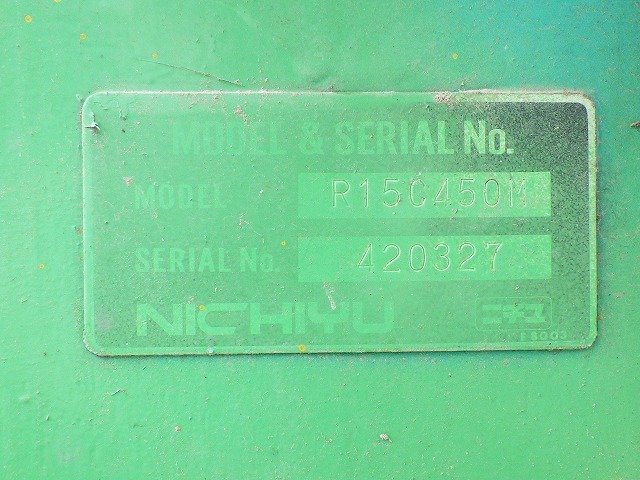 MODEL & SERIAL No.
MODEL R15C450M
SERIAL No. 420327
NICHIYU ニチユ